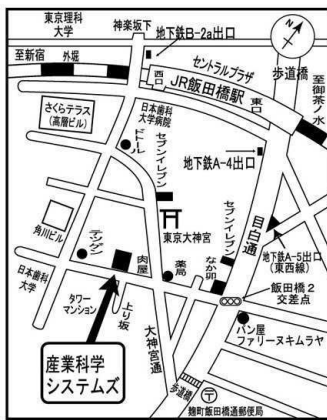 東京理科
大学
神楽坂下
地下鉄B-2a出口
N
至新宿
外堀
セントラルプラザ
歩道橋
JR飯田橋駅
西口
東口
至御茶ノ水
さくらテラス
(高層ビル)
日本歯科
大学病院
ドトール
セブンイレブン
地下鉄A-4出口
目白通
角川ビル
東京大神宮
セブンイレブン
地下鉄A-5出口
(東西線)
テンゲン
肉屋
薬局
なか卯
飯田橋2
交差点
日本歯科
大学
タワー
マンション
上り坂
大神宮通
パン屋
ファリーヌキムラヤ
産業科学
システムズ
歩道橋
〒
麹町飯田橋通郵便局